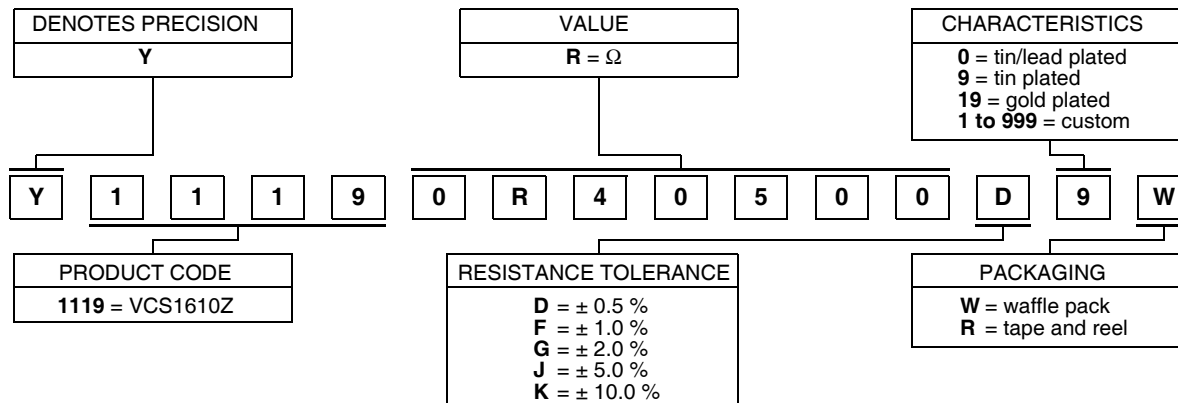 DENOTES PRECISION
Y
VALUE
R = Ω
CHARACTERISTICS
0 = tin/lead plated
9 = tin plated
19 = gold plated
1 to 999 = custom
Y 1 1 1 9 0 R 4 0 5 0 0 D 9 W
PRODUCT CODE
1119 = VCS1610Z
RESISTANCE TOLERANCE
D = ± 0.5 %
F = ± 1.0 %
G = ± 2.0 %
J = ± 5.0 %
K = ± 10.0 %
PACKAGING
W = waffle pack
R = tape and reel